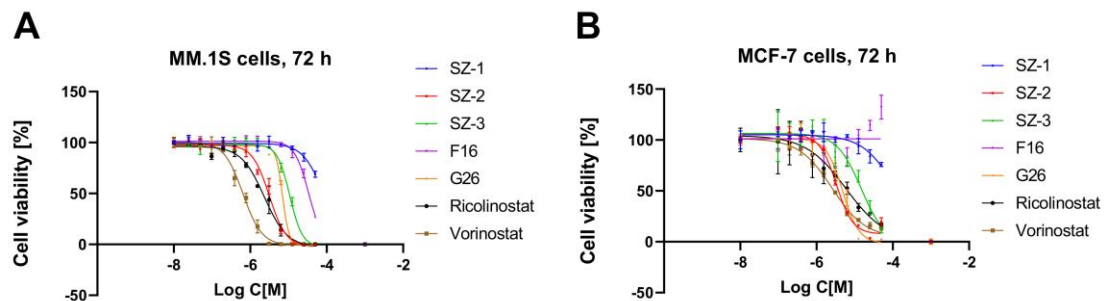 A
MM.1S cells, 72 h
Cell viability [%]
150
100
50
0
-50
-8
-6
-4
-2
Log C[M]
SZ-1
SZ-2
SZ-3
F16
G26
Ricolinostat
Vorinostat
B
MCF-7 cells, 72 h
Cell viability [%]
150
100
50
0
-50
-8
-6
-4
-2
Log C[M]
SZ-1
SZ-2
SZ-3
F16
G26
Ricolinostat
Vorinostat